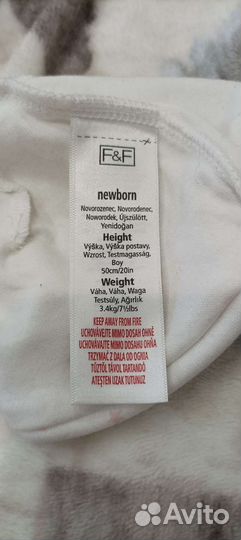 F&F
newborn
Novorozenec, Novorodenec,
Noworodek, Újszülött,
Yenidoğan
Height
Výška, Výška postavy,
Wzrost, Testmagasság,
Boy
50cm/20in
Weight
Váha, Váha, Waga
Testsúly, Ağırlık
3.4kg/7½lbs
KEEP AWAY FROM FIRE
UCHOVÁVEJTE MIMO DOSAH OHNĚ
UCHOVÁVAJTE MIMO DOSAHU OHŇA
TRZYMAĆ Z DALA OD OGNIA
TŰZTŐL TÁVOL TARTANDÓ
ATEŞTEN UZAK TUTUNUZ
Avito